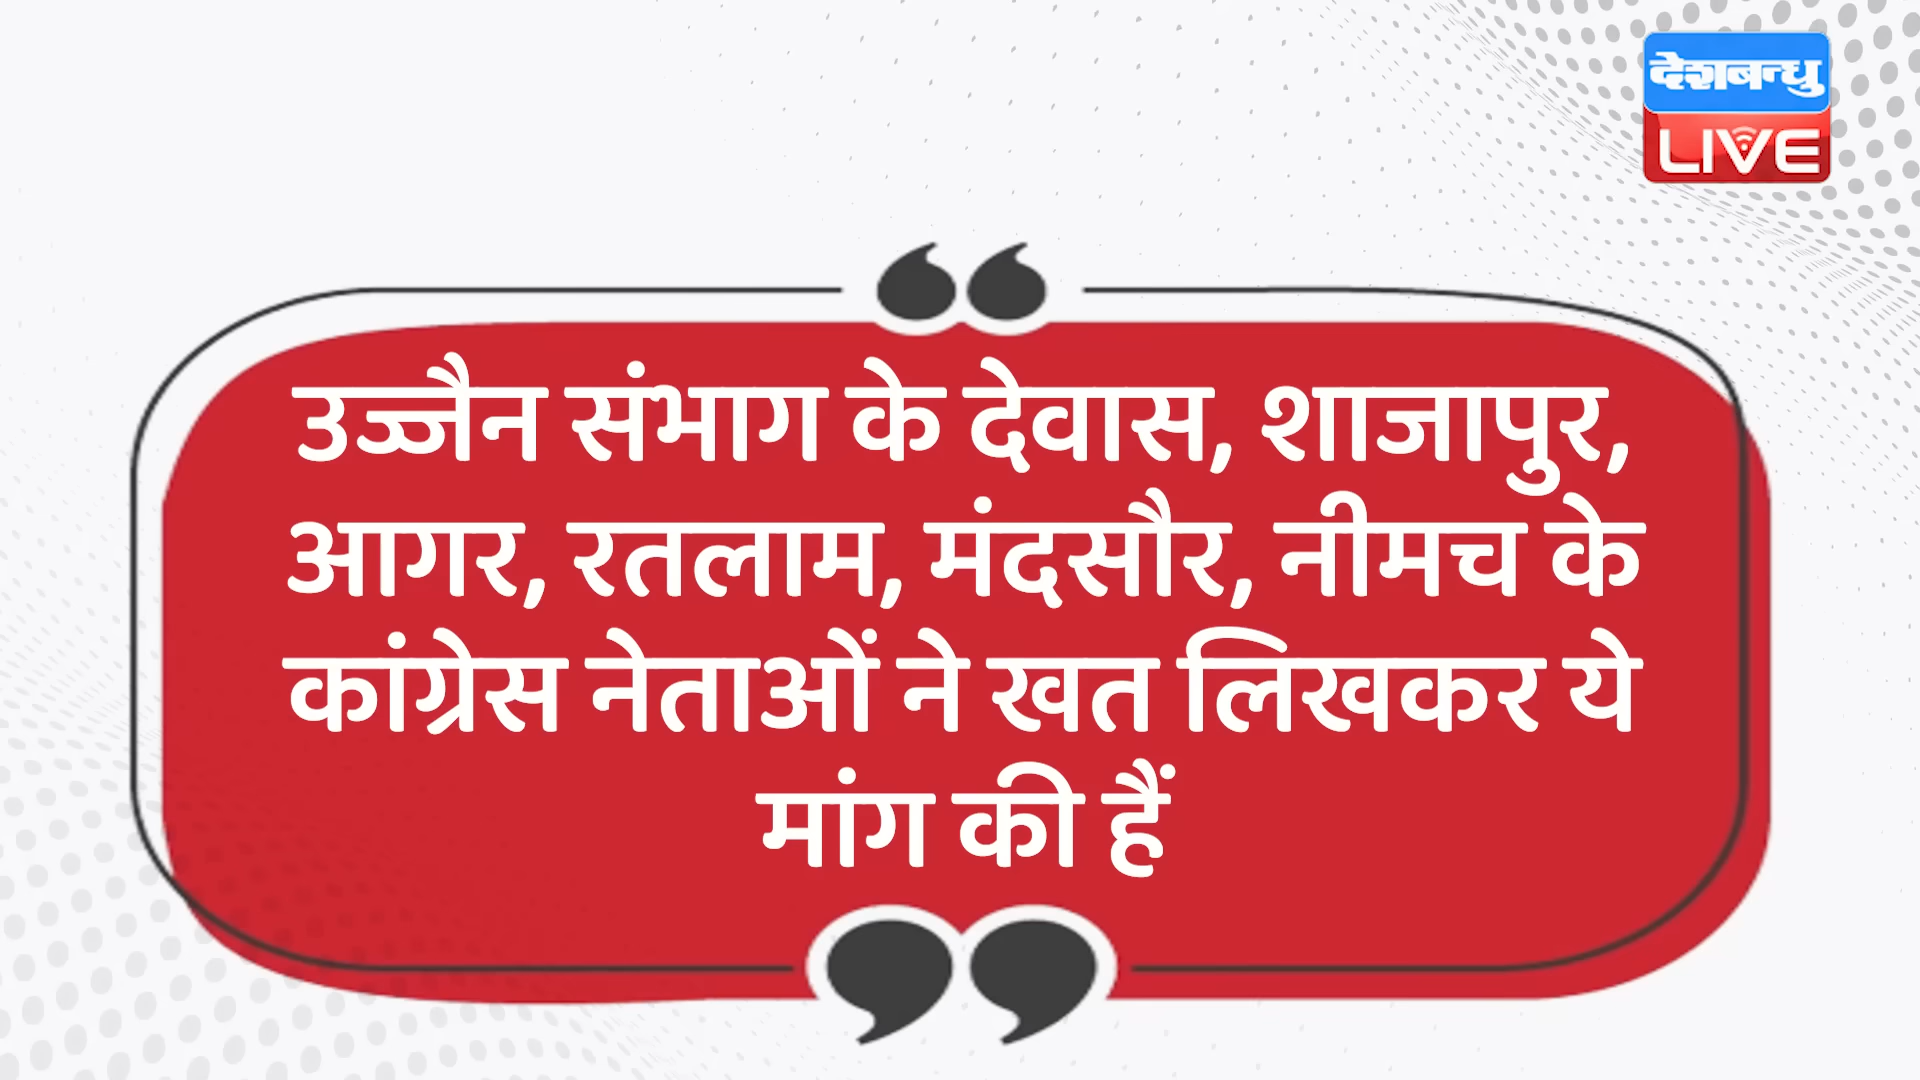 देशबन्धु
LIVE
उज्जैन संभाग के देवास, शाजापुर,
आगर, रतलाम, मंदसौर, नीमच के
कांग्रेस नेताओं ने खत लिखकर ये
मांग की हैं